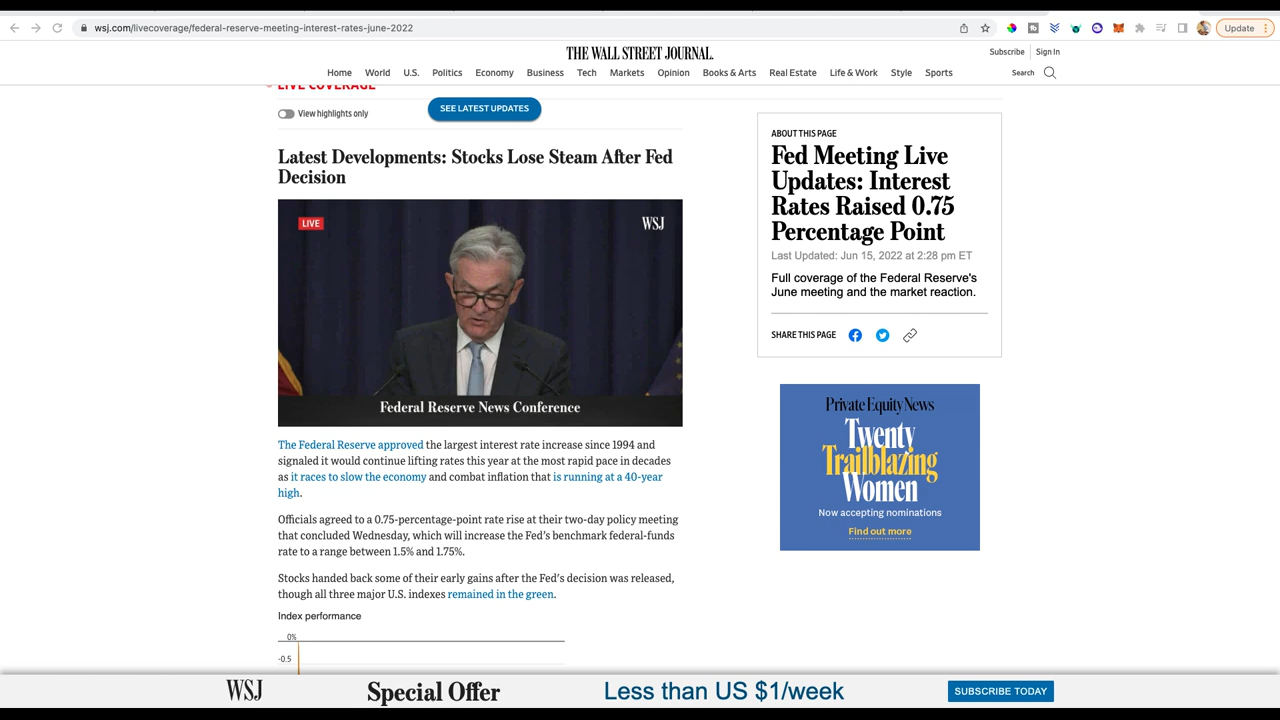 wsj.com/livecoverage/federal-reserve-meeting-interest-rates-june-2022
Update
THE WALL STREET JOURNAL.
Subscribe
Sign In
Home World U.S. Politics Economy Business Tech Markets Opinion Books & Arts Real Estate Life & Work Style Sports
Search
LIVE COVERAGE
View highlights only
SEE LATEST UPDATES
Latest Developments: Stocks Lose Steam After Fed
Decision
LIVE
WSJ
Federal Reserve News Conference
The Federal Reserve approved the largest interest rate increase since 1994 and
signaled it would continue lifting rates this year at the most rapid pace in decades
as it races to slow the economy and combat inflation that is running at a 40-year
high.
Officials agreed to a 0.75-percentage-point rate rise at their two-day policy meeting
that concluded Wednesday, which will increase the Fed's benchmark federal-funds
rate to a range between 1.5% and 1.75%.
Stocks handed back some of their early gains after the Fed's decision was released,
though all three major U.S. indexes remained in the green.
Index performance
0%
-0.5
ABOUT THIS PAGE
Fed Meeting Live
Updates: Interest
Rates Raised 0.75
Percentage Point
Last Updated: Jun 15, 2022 at 2:28 pm ET
Full coverage of the Federal Reserve's
June meeting and the market reaction.
SHARE THIS PAGE
Private Equity News
Twenty
Trailblazing
Women
Now accepting nominations
Find out more
WSJ
Special Offer
Less than US $1/week
SUBSCRIBE TODAY